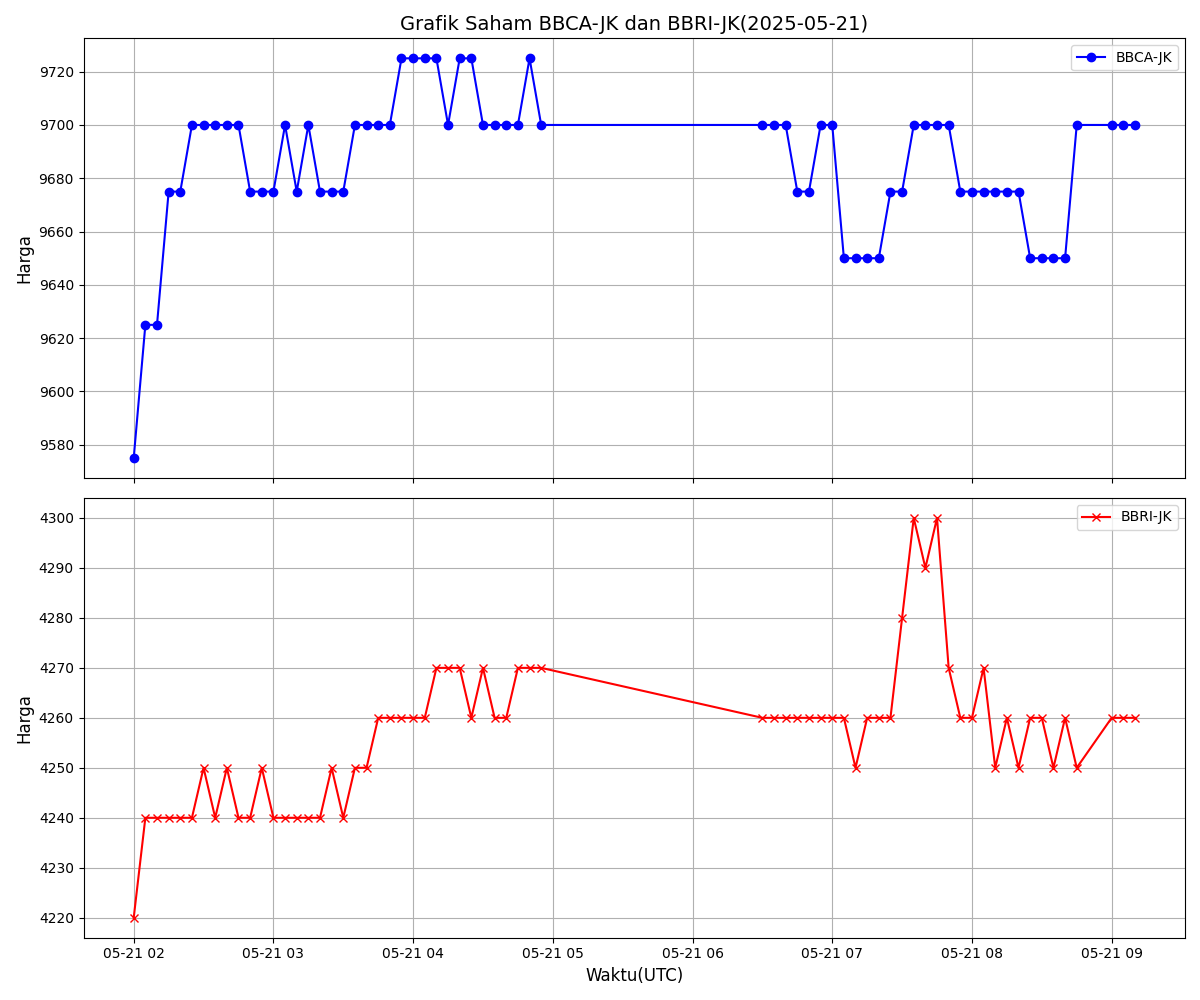 Grafik Saham BBCA-JK dan BBRI-JK(2025-05-21)
BBCA-JK
9720
9700
9680
9660
9640
9620
9600
9580
Harga
BBRI-JK
4300
4290
4280
4270
4260
4250
4240
4230
4220
Harga
05-21 02 05-21 03 05-21 04 05-21 05 05-21 06 05-21 07 05-21 08 05-21 09
Waktu(UTC)